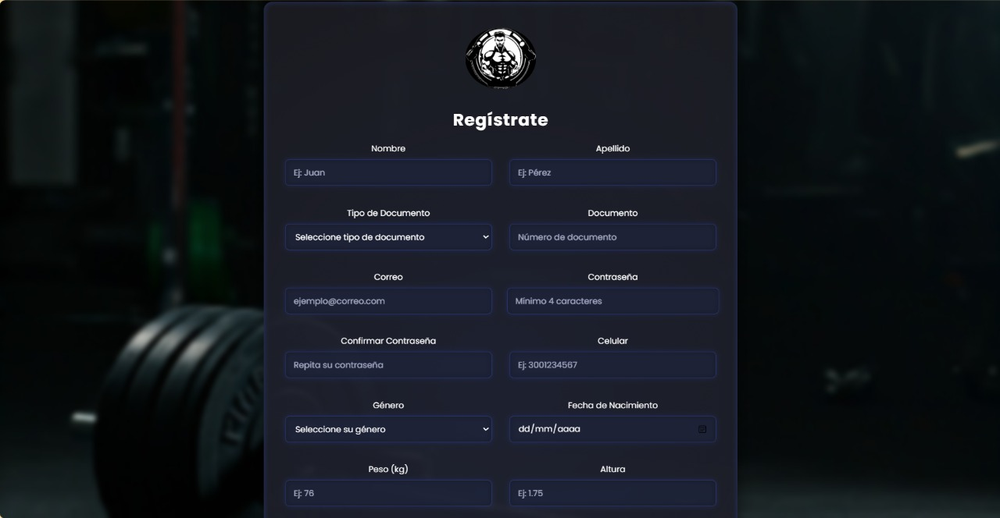 Regístrate
Nombre Apellido
Ej: Juan Ej: Pérez
Tipo de Documento Documento
Seleccione tipo de documento Número de documento
Correo Contraseña
ejemplo@correo.com Mínimo 4 caracteres
Confirmar Contraseña Celular
Repita su contraseña Ej: 3001234567
Género Fecha de Nacimiento
Seleccione su género dd/mm/aaaa
Peso (kg) Altura
Ej: 76 Ej: 1.75